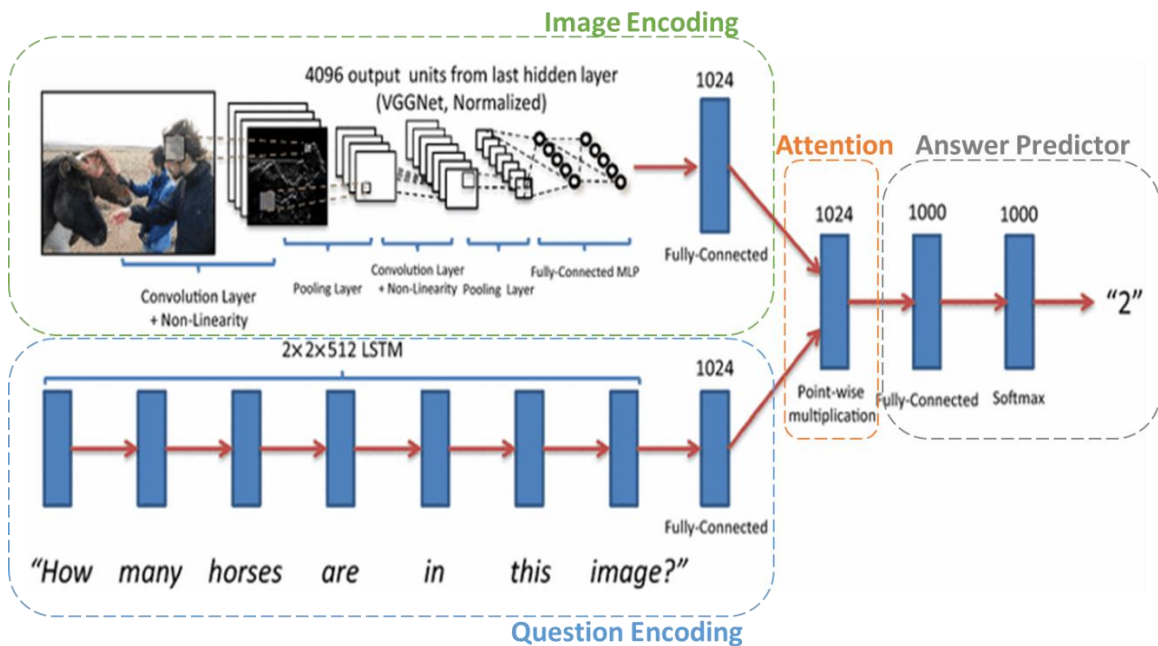 Image Encoding
4096 output units from last hidden layer
(VGGNet, Normalized)
1024
Fully-Connected
Convolution Layer
+ Non-Linearity
Pooling Layer
Convolution Layer
+ Non-Linearity
Pooling Layer
Fully-Connected MLP
Attention
Answer Predictor
1024
Point-wise
multiplication
1000
Fully-Connected
1000
Softmax
“2”
2×2×512 LSTM
1024
Fully-Connected
“How many horses are in this image?”
Question Encoding